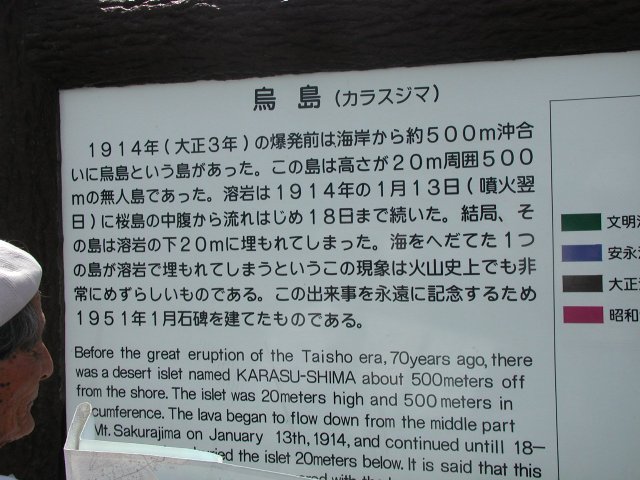 烏 島 (カラスジマ)
1914年(大正3年)の爆発前は海岸から約500m沖合
いに烏島という島があった。この島は高さが20m周囲500
mの無人島であった。溶岩は1914年の1月13日(噴火翌
日)に桜島の中腹から流れはじめ18日まで続いた。結局、そ
の島は溶岩の下20mに埋もれてしまった。海をへだてた1つ
の島が溶岩で埋もれてしまうというこの現象は火山史上でも非
常にめずらしいものである。この出来事を永遠に記念するため
1951年1月石碑を建てたものである。
Before the great eruption of the Taisho era, 70years ago, there
was a desert islet named KARASU-SHIMA about 500meters off
from the shore. The islet was 20meters high and 500meters in
cumference. The lava began to flow down from the middle part
Mt. Sakurajima on January 13th, 1914, and continued untill 18–
ried the islet 20meters below. It is said that this
文明
安永
大正
昭和